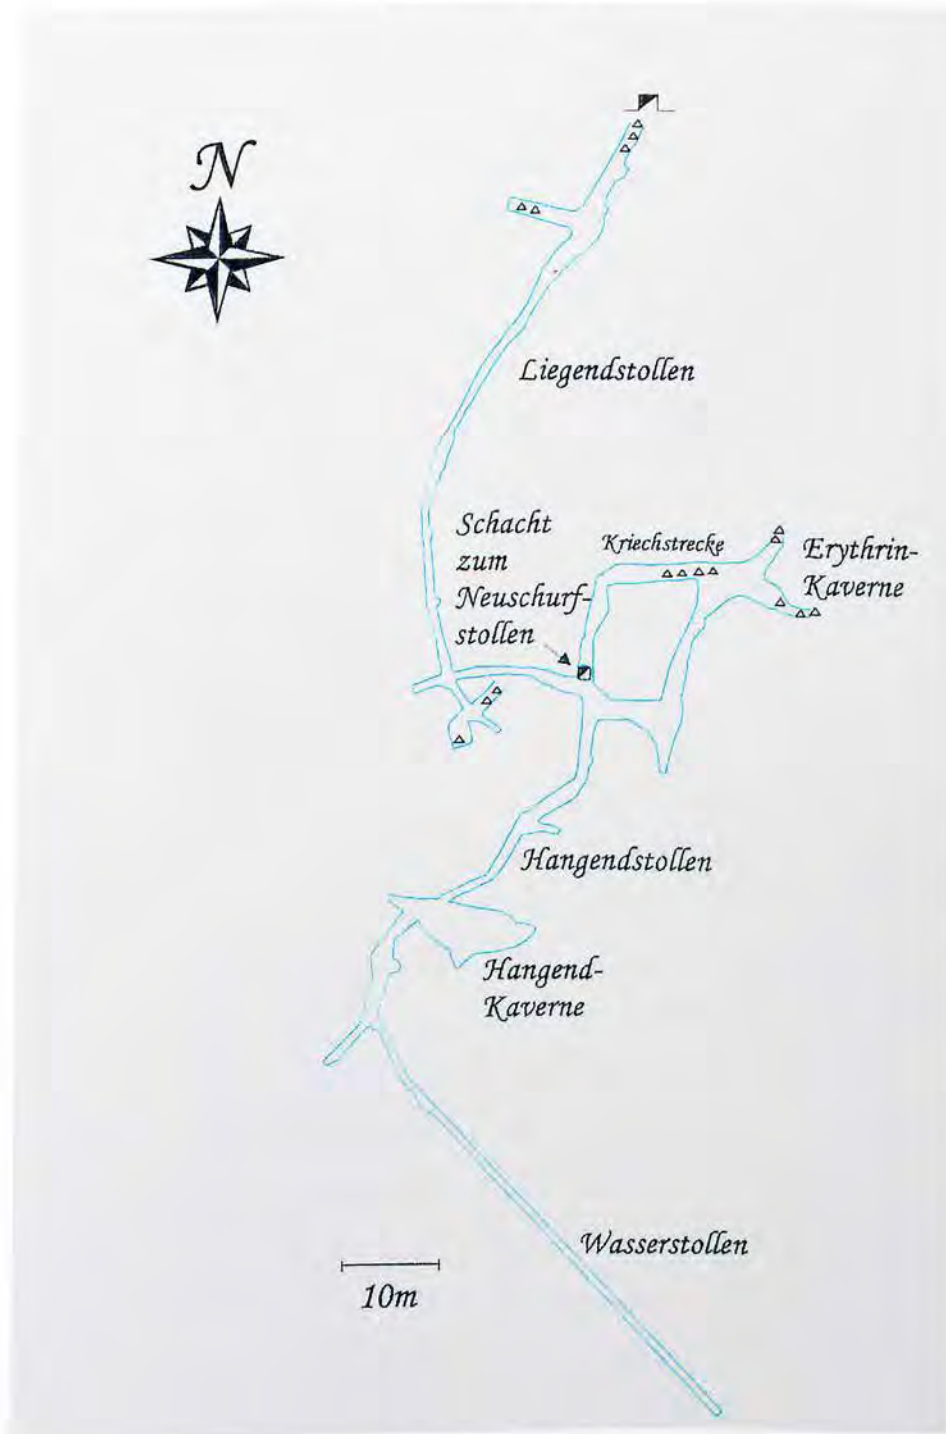 N
Liegendstollen
Schacht
zum
Neuschurf-
stollen
Kriechstrecke
Erythrin-
Kaverne
Hangendstollen
Hangend-
Kaverne
Wasserstollen
10m